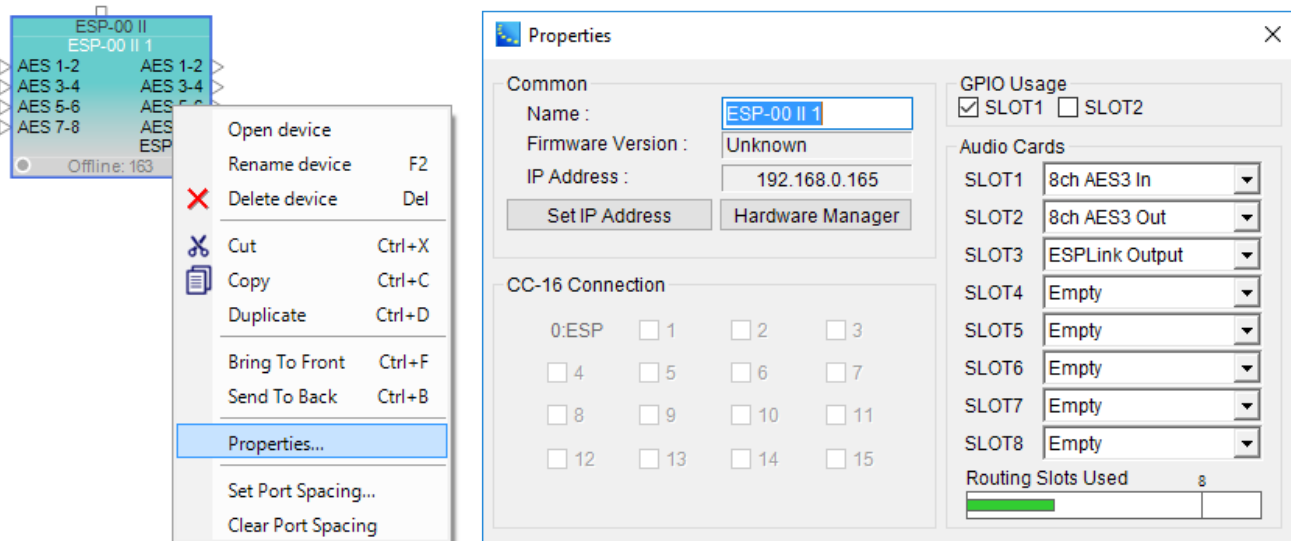 ESP-00 II
ESP-00 II 1
AES 1-2 AES 1-2
AES 3-4 AES 3-4
AES 5-6 AES 5-6
AES 7-8 AES
ESP
Offline: 163
Open device
Rename device F2
Delete device Del
Cut Ctrl+X
Copy Ctrl+C
Duplicate Ctrl+D
Bring To Front Ctrl+F
Send To Back Ctrl+B
Properties...
Set Port Spacing...
Clear Port Spacing
Properties
Common
Name : ESP-00 II 1
Firmware Version : Unknown
IP Address : 192.168.0.165
Set IP Address Hardware Manager
CC-16 Connection
0:ESP 1 2 3
4 5 6 7
8 9 10 11
12 13 14 15
GPIO Usage
SLOT1 SLOT2
Audio Cards
SLOT1 8ch AES3 In
SLOT2 8ch AES3 Out
SLOT3 ESPLink Output
SLOT4 Empty
SLOT5 Empty
SLOT6 Empty
SLOT7 Empty
SLOT8 Empty
Routing Slots Used 8